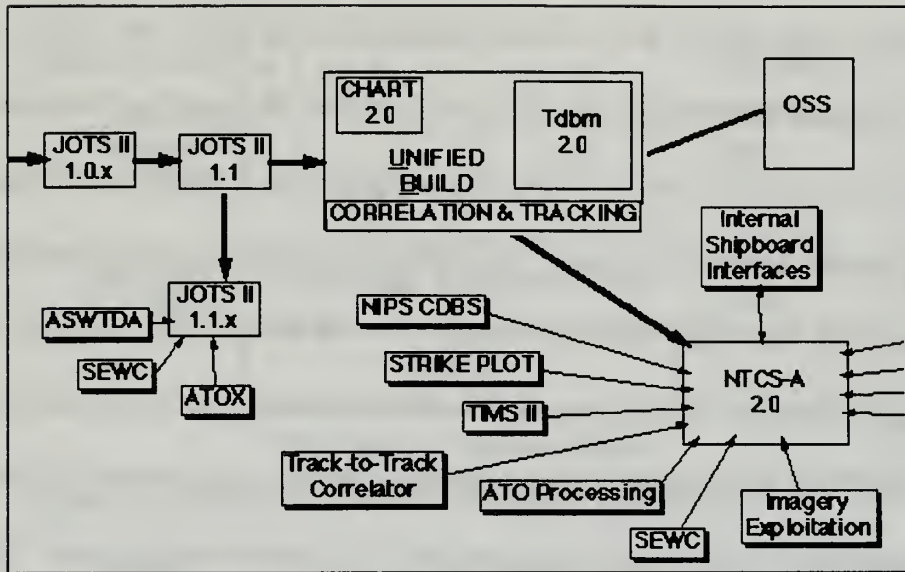 CHART
2.0
Tdbm
2.0
OSS
JOTS II
1.0.x
JOTS II
1.1
UNIFIED
BUILD
CORRELATION & TRACKING
Internal
Shipboard
Interfaces
JOTS II
1.1.x
ASWTDA
SEWC
ATOX
NIPS CDBS
STRIKE PLOT
TIMS II
Track-to-Track
Correlator
ATO Processing
SEWC
Imagery
Exploitation
NTCS-A
2.0